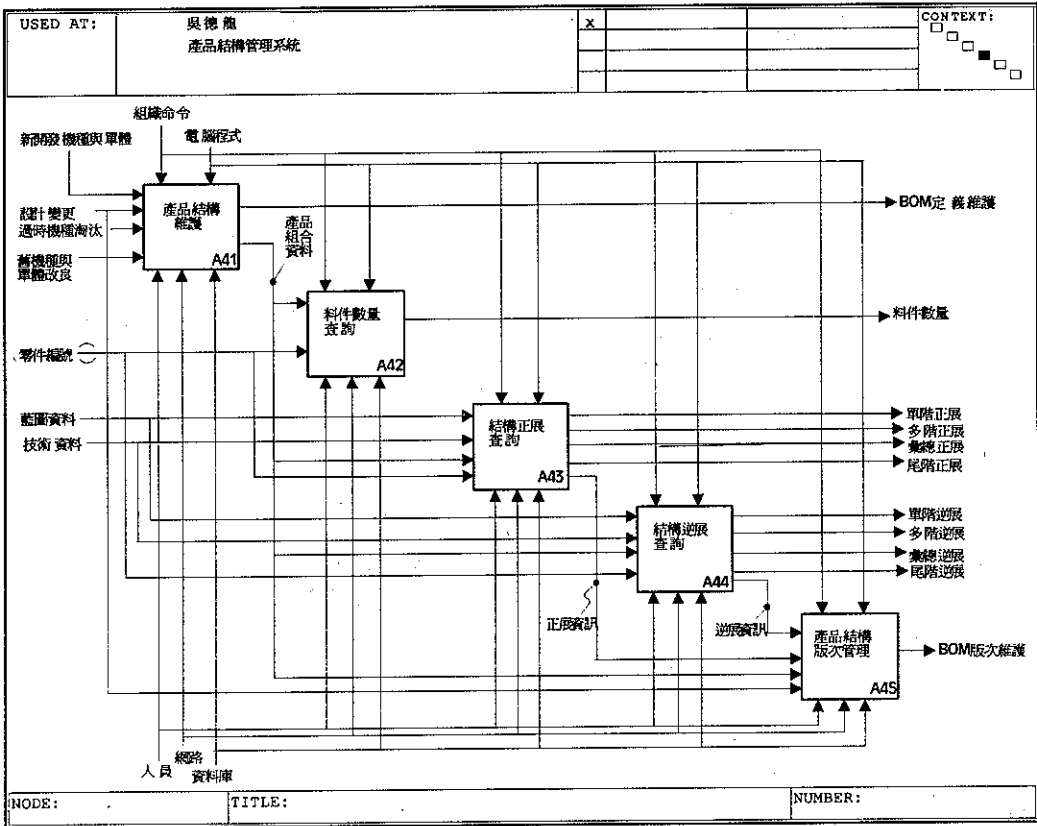 USED AT:
吳德龍
產品結構管理系統
X
CONTEXT:
組織命令
新開發機種與單體
電腦程式
設計變更
過時機種淘汰
舊機種與
單體改良
產品結構
維護
A41
產品
組合
資料
BOM定義維護
料件數量
查詢
A42
料件數量
零件編號
藍圖資料
技術資料
結構正展
查詢
A43
單階正展
多階正展
彙總正展
尾階正展
結構逆展
查詢
A44
單階逆展
多階逆展
彙總逆展
尾階逆展
正展資訊
逆展資訊
產品結構
版次管理
A45
BOM版次維護
人員
網路
資料庫
NODE:
TITLE:
NUMBER: